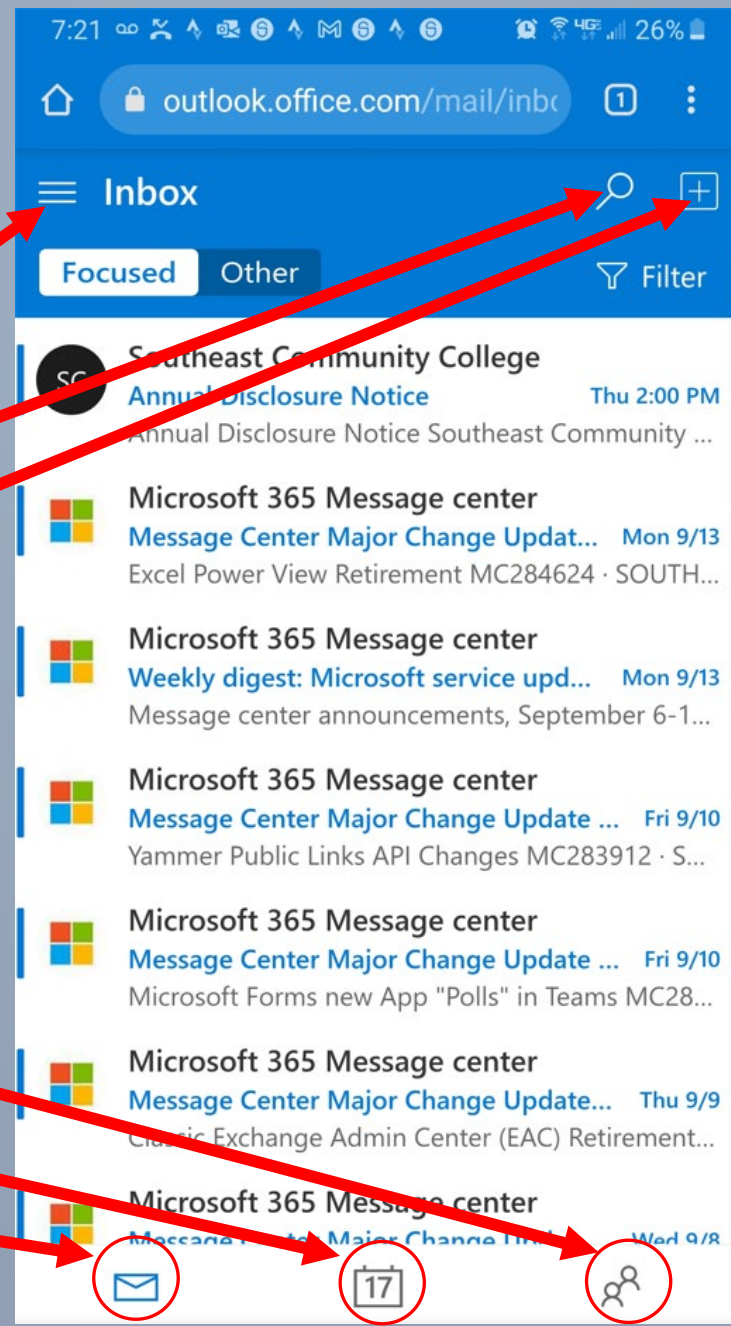 7:21 26%
outlook.office.com/mail/inbo
1
Inbox
Focused Other Filter
SC Southeast Community College
Annual Disclosure Notice Thu 2:00 PM
Annual Disclosure Notice Southeast Community ...
Microsoft 365 Message center
Message Center Major Change Updat... Mon 9/13
Excel Power View Retirement MC284624 · SOUTH...
Microsoft 365 Message center
Weekly digest: Microsoft service upd... Mon 9/13
Message center announcements, September 6-1...
Microsoft 365 Message center
Message Center Major Change Update ... Fri 9/10
Yammer Public Links API Changes MC283912 · S...
Microsoft 365 Message center
Message Center Major Change Update ... Fri 9/10
Microsoft Forms new App "Polls" in Teams MC28...
Microsoft 365 Message center
Message Center Major Change Update... Thu 9/9
Classic Exchange Admin Center (EAC) Retirement...
Microsoft 365 Message center
Message Center Major Change Wed 9/8
17